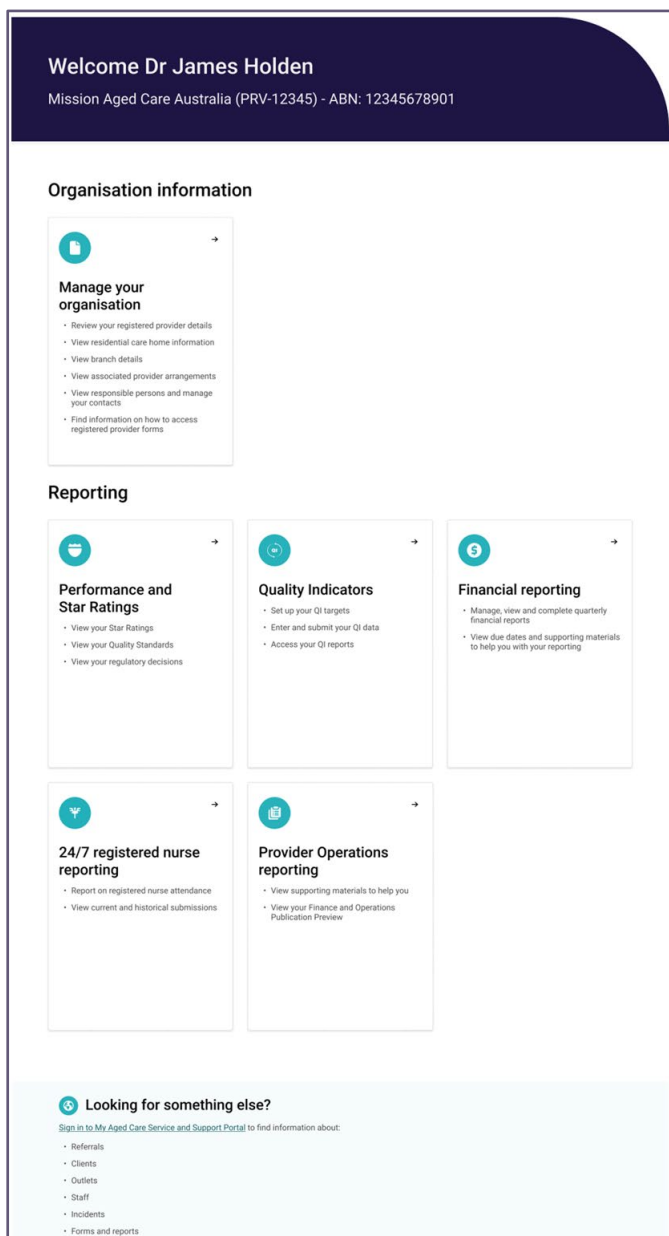 Welcome Dr James Holden
Mission Aged Care Australia (PRV-12345) - ABN: 12345678901
Organisation information
Manage your
organisation
• Review your registered provider details
• View residential care home information
• View branch details
• View associated provider arrangements
• View responsible persons and manage
your contacts
• Find information on how to access
registered provider forms
Reporting
Performance and
Star Ratings
• View your Star Ratings
• View your Quality Standards
• View your regulatory decisions
QI
Quality Indicators
• Set up your QI targets
• Enter and submit your QI data
• Access your QI reports
$
Financial reporting
• Manage, view and complete quarterly
financial reports
• View due dates and supporting materials
to help you with your reporting
24/7 registered nurse
reporting
• Report on registered nurse attendance
• View current and historical submissions
Provider Operations
reporting
• View supporting materials to help you
• View your Finance and Operations
Publication Preview
Looking for something else?
Sign in to My Aged Care Service and Support Portal to find information about:
• Referrals
• Clients
• Outlets
• Staff
• Incidents
• Forms and reports